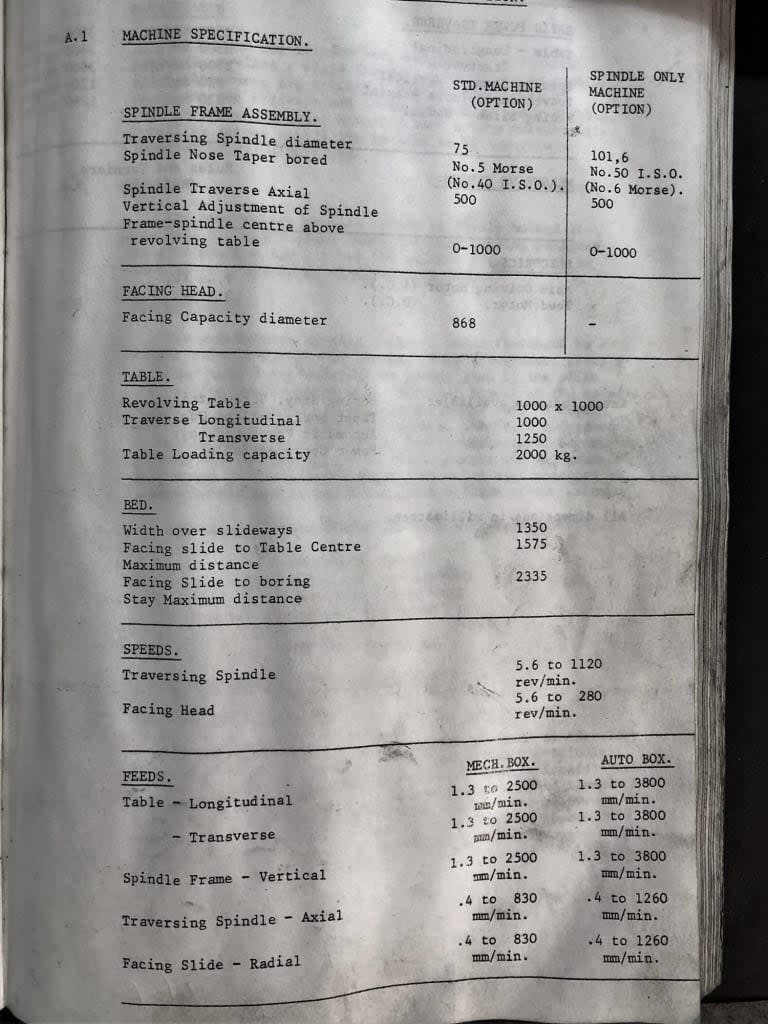 A.1 MACHINE SPECIFICATION.
STD.MACHINE SPINDLE ONLY
(OPTION) MACHINE
(OPTION)
SPINDLE FRAME ASSEMBLY.
Traversing Spindle diameter 75 101,6
Spindle Nose Taper bored No.5 Morse No.50 I.S.O.
(No.40 I.S.O.). (No.6 Morse).
Spindle Traverse Axial 500 500
Vertical Adjustment of Spindle
Frame-spindle centre above
revolving table 0-1000 0-1000
FACING HEAD.
Facing Capacity diameter 868 -
TABLE.
Revolving Table 1000 x 1000
Traverse Longitudinal 1000
Transverse 1250
Table Loading capacity 2000 kg.
BED.
Width over slideways 1350
Facing slide to Table Centre 1575
Maximum distance
Facing Slide to boring 2335
Stay Maximum distance
SPEEDS.
Traversing Spindle 5.6 to 1120
rev/min.
Facing Head 5.6 to 280
rev/min.
FEEDS. MECH.BOX. AUTO BOX.
Table - Longitudinal 1.3 to 2500 1.3 to 3800
mm/min. mm/min.
- Transverse 1.3 to 2500 1.3 to 3800
mm/min. mm/min.
Spindle Frame - Vertical 1.3 to 2500 1.3 to 3800
mm/min. mm/min.
Traversing Spindle - Axial .4 to 830 .4 to 1260
mm/min. mm/min.
Facing Slide - Radial .4 to 830 .4 to 1260
mm/min. mm/min.